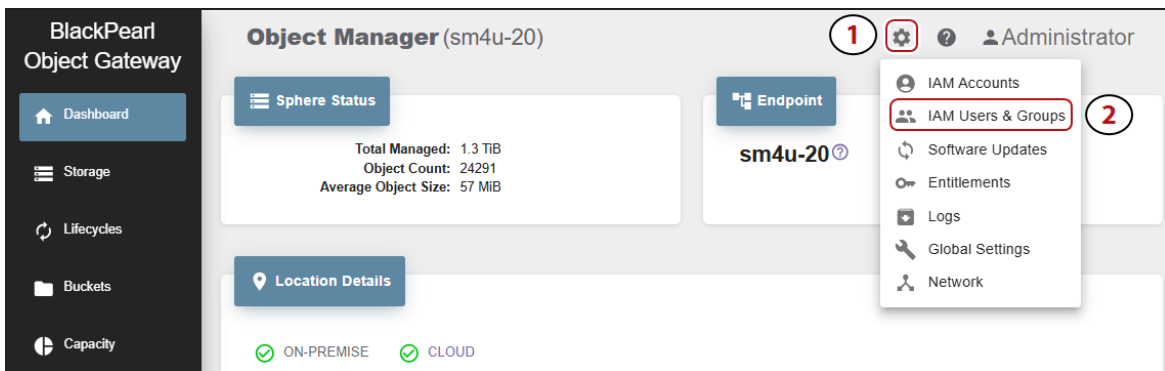 BlackPearl
Object Gateway
Dashboard
Storage
Lifecycles
Buckets
Capacity
Object Manager (sm4u-20)
1
? Administrator
Sphere Status
Total Managed: 1.3 TiB
Object Count: 24291
Average Object Size: 57 MiB
Endpoint
sm4u-20 ?
IAM Accounts
IAM Users & Groups
2
Software Updates
Entitlements
Logs
Global Settings
Network
Location Details
ON-PREMISE
CLOUD